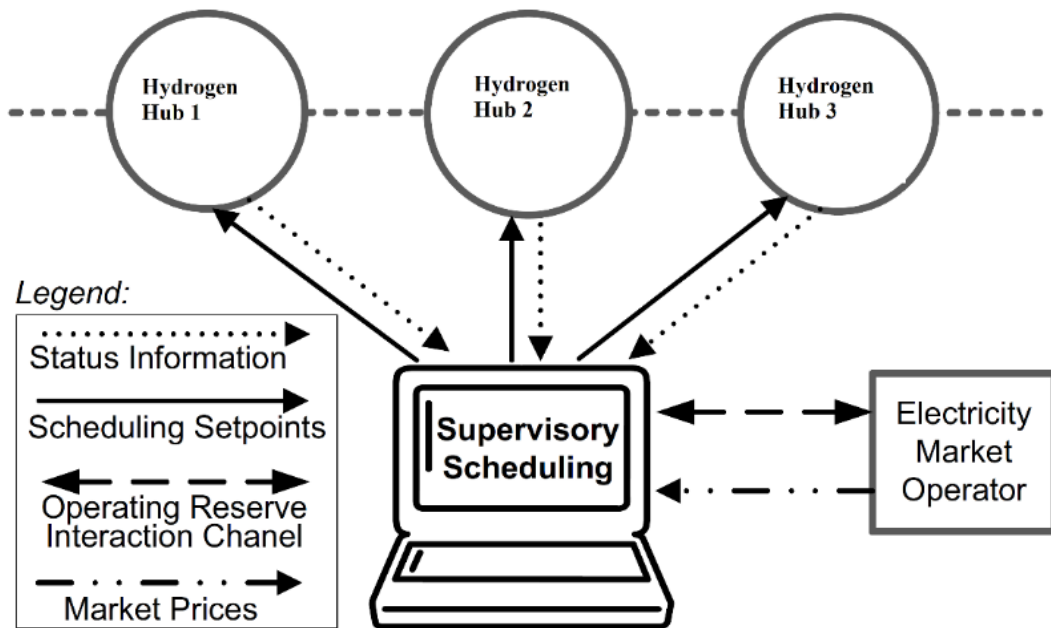 Hydrogen
Hub 1
Hydrogen
Hub 2
Hydrogen
Hub 3
Legend:
Status Information
Scheduling Setpoints
Operating Reserve
Interaction Chanel
Market Prices
Supervisory
Scheduling
Electricity
Market
Operator